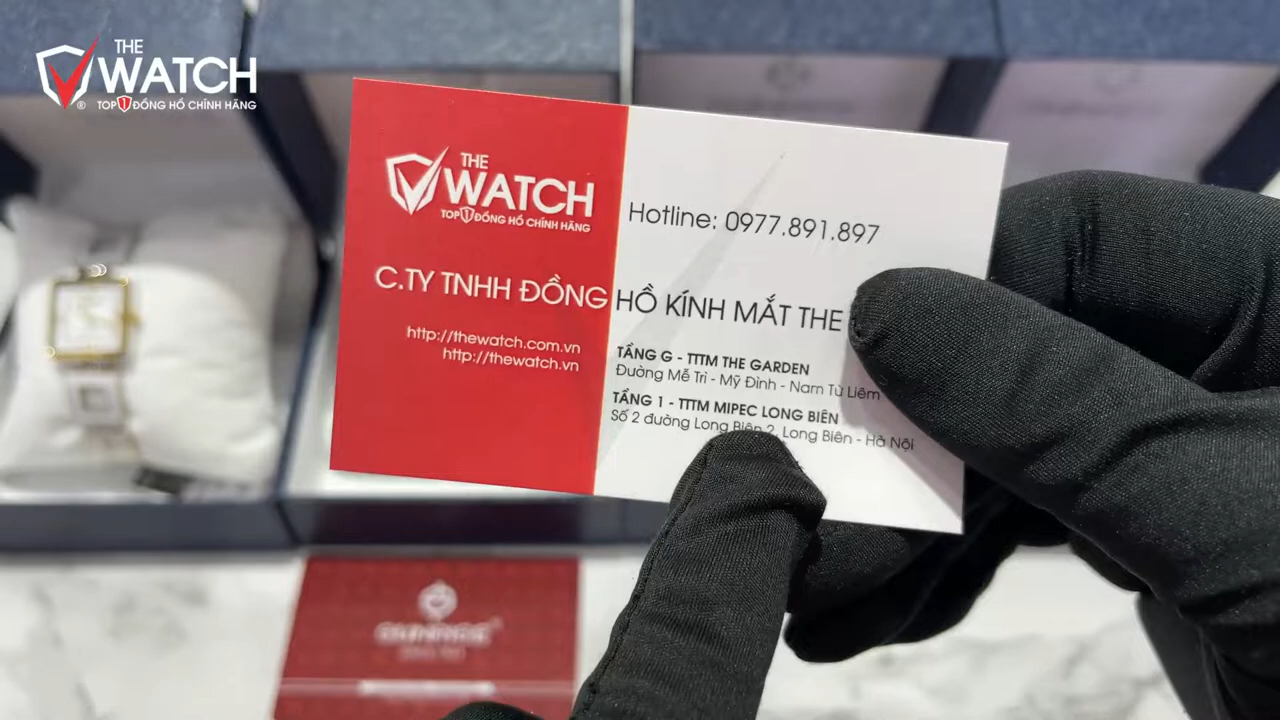 THE
WATCH
TOP 1 ĐỒNG HỒ CHÍNH HÃNG
THE
WATCH
TOP 1 ĐỒNG HỒ CHÍNH HÃNG
Hotline: 0977.891.897
C.TY TNHH ĐỒNG HỒ KÍNH MẮT THE
http://thewatch.com.vn
http://thewatch.vn
TẦNG G - TTTM THE GARDEN
Đường Mễ Trì - Mỹ Đình - Nam Từ Liêm
TẦNG 1 - TTTM MIPEC LONG BIÊN
Số 2 đường Long Biên 2, Long Biên - Hà Nội